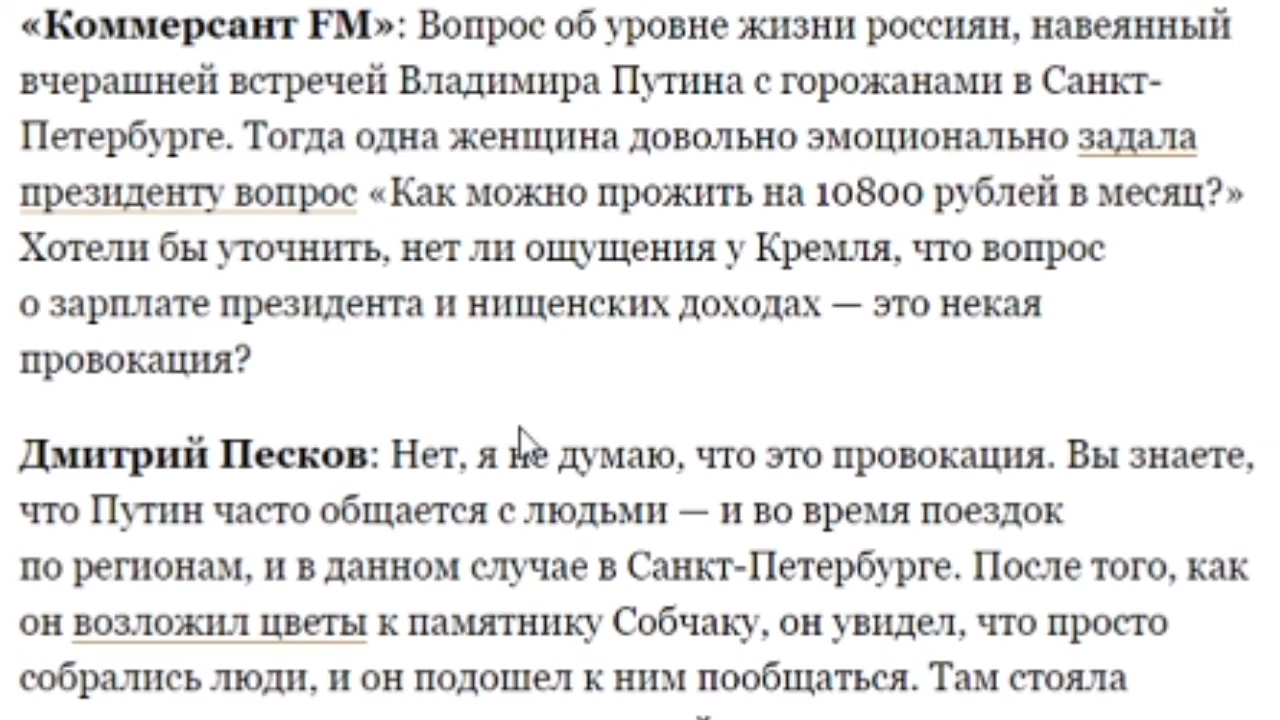 «Коммерсант FM»: Вопрос об уровне жизни россиян, навеянный
вчерашней встречей Владимира Путина с горожанами в Санкт-
Петербурге. Тогда одна женщина довольно эмоционально задала
президенту вопрос «Как можно прожить на 10800 рублей в месяц?»
Хотели бы уточнить, нет ли ощущения у Кремля, что вопрос
о зарплате президента и нищенских доходах — это некая
провокация?
Дмитрий Песков: Нет, я не думаю, что это провокация. Вы знаете,
что Путин часто общается с людьми — и во время поездок
по регионам, и в данном случае в Санкт-Петербурге. После того, как
он возложил цветы к памятнику Собчаку, он увидел, что просто
собрались люди, и он подошел к ним пообщаться. Там стояла